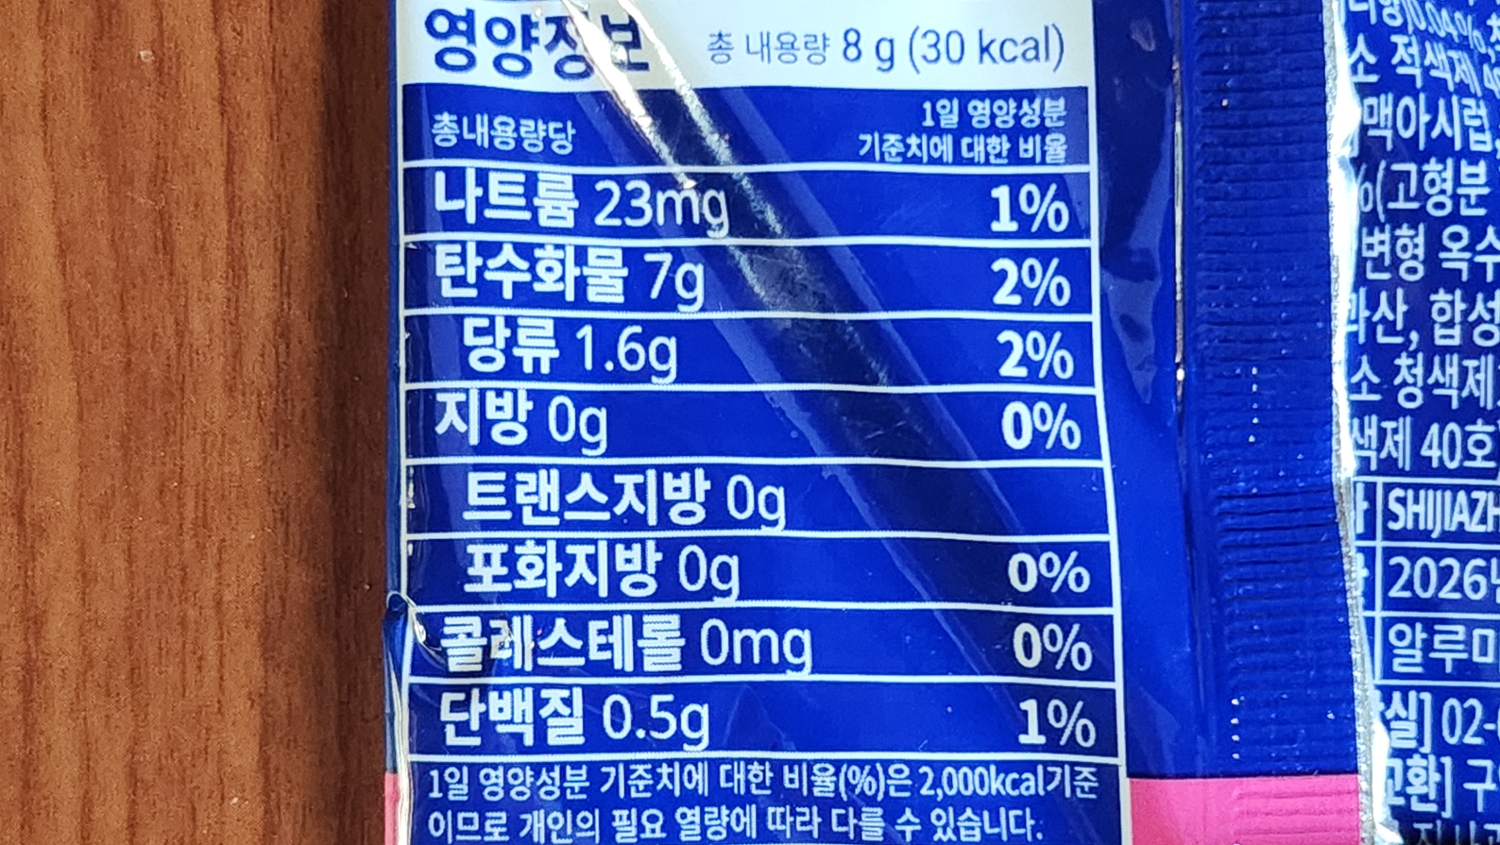 영양정보 총 내용량 8 g (30 kcal)
총내용량당 1일 영양성분
기준치에 대한 비율
나트륨 23mg 1%
탄수화물 7g 2%
당류 1.6g 2%
지방 0g 0%
트랜스지방 0g
포화지방 0g 0%
콜레스테롤 0mg 0%
단백질 0.5g 1%
1일 영양성분 기준치에 대한 비율(%)은 2,000kcal기준
이므로 개인의 필요 열량에 따라 다를 수 있습니다.
0.04%,
소 적색제
맥아시럽,
%(고형분
변형 옥수
산, 합성
소 청색제
색제 40호
SHIJIAZH
2026
알루미
실] 02-
교환] 구